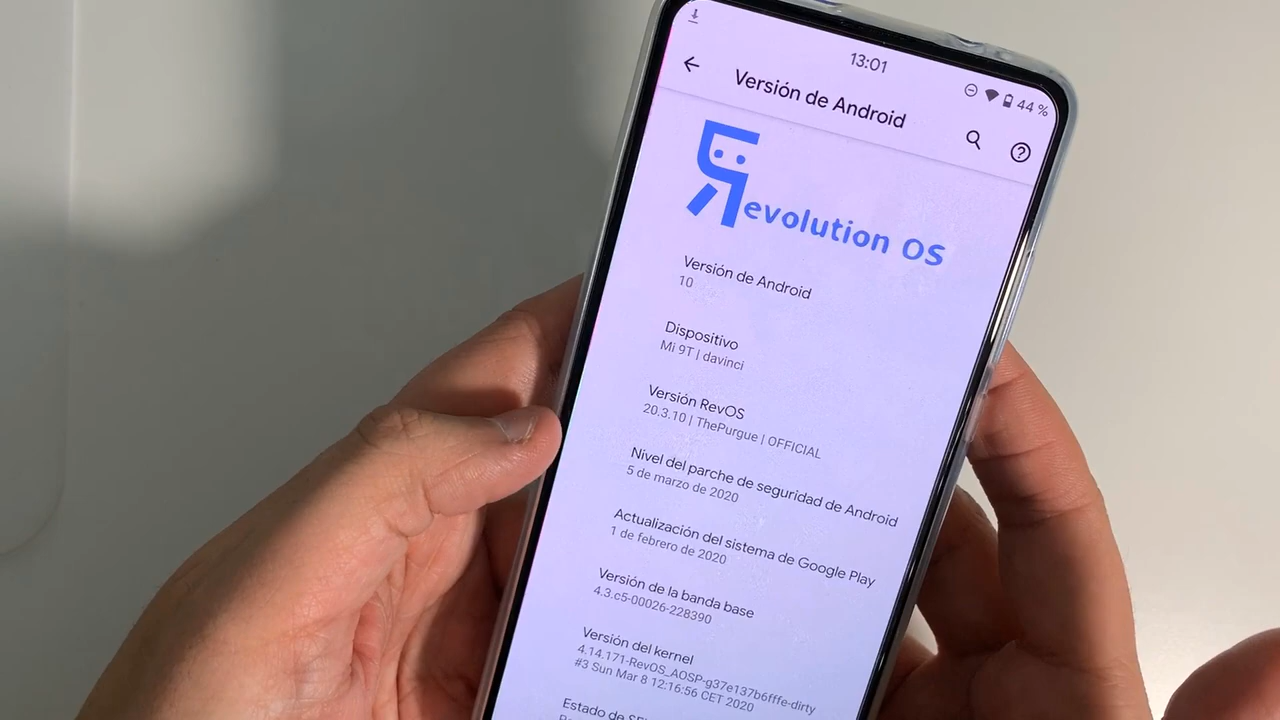 13:01
44 %
Versión de Android
Revolution OS
Versión de Android
10
Dispositivo
Mi 9T | davinci
Versión RevOS
20.3.10 | ThePurgue | OFFICIAL
Nivel del parche de seguridad de Android
5 de marzo de 2020
Actualización del sistema de Google Play
1 de febrero de 2020
Versión de la banda base
4.3.c5-00026-228390
Versión del kernel
4.14.171-RevOS_AOSP-g37e137b6fffe-dirty
#3 Sun Mar 8 12:16:56 CET 2020
Estado de